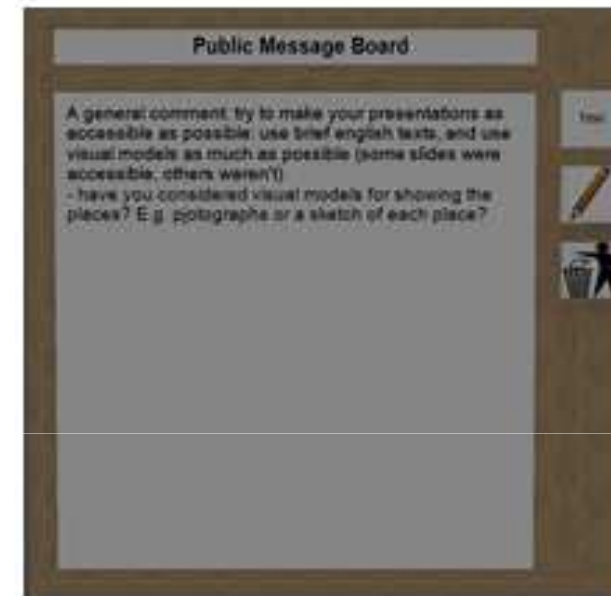 Public Message Board
A general comment: try to make your presentations as
accessible as possible: use brief english texts, and use
visual models as much as possible (some slides were
accessible, others weren't)
- have you considered visual models for showing the
places? E.g. pjotographs or a sketch of each place?